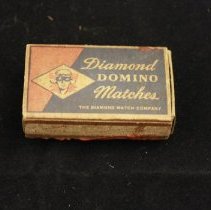 Diamond
DOMINO
Matches
THE DIAMOND MATCH COMPANY